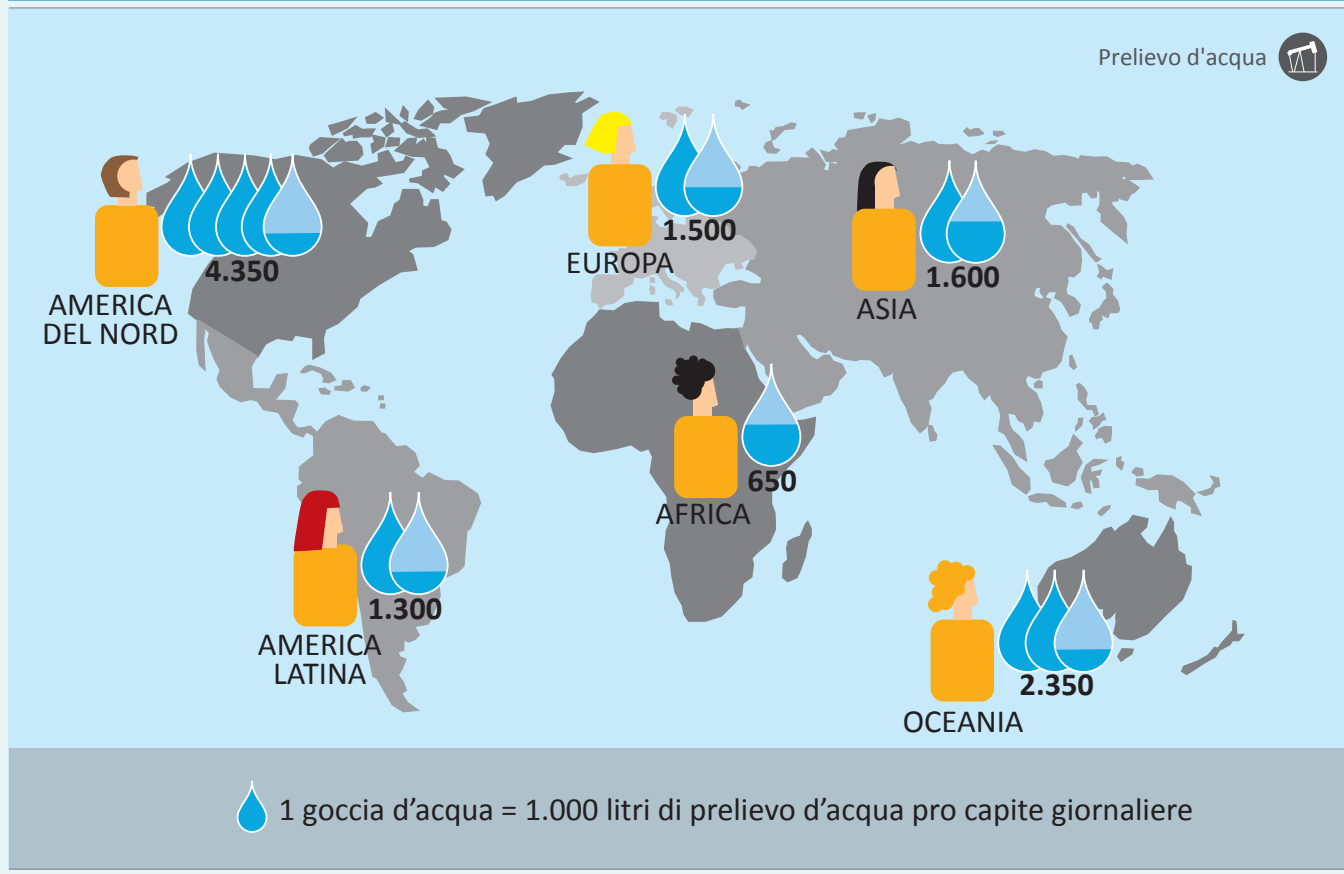 Prelievo d'acqua
4.350
AMERICA
DEL NORD
1.500
EUROPA
1.600
ASIA
650
AFRICA
1.300
AMERICA
LATINA
2.350
OCEANIA
1 goccia d’acqua = 1.000 litri di prelievo d’acqua pro capite giornaliere